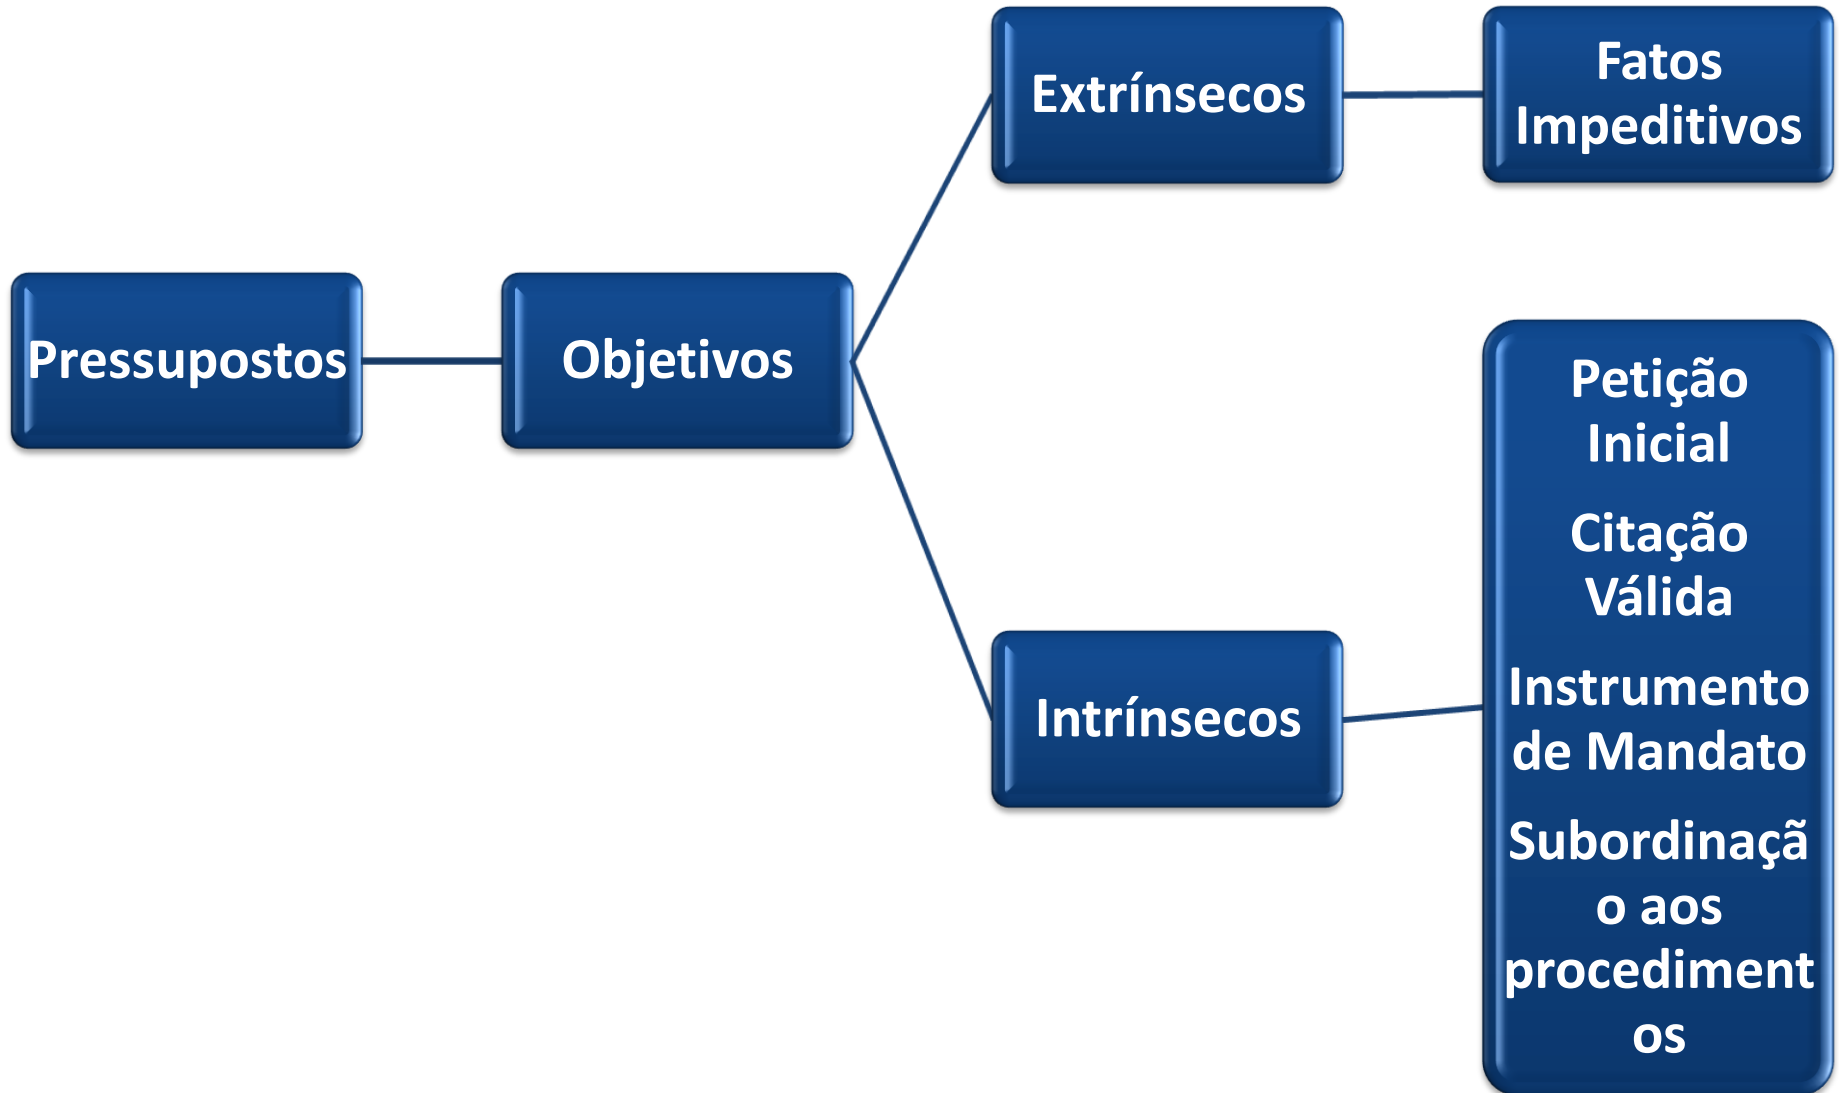 Pressupostos
Objetivos
Extrínsecos
Fatos
Impeditivos
Intrínsecos
Petição
Inicial
Citação
Válida
Instrumento
de Mandato
Subordinaçã
o aos
procediment
os